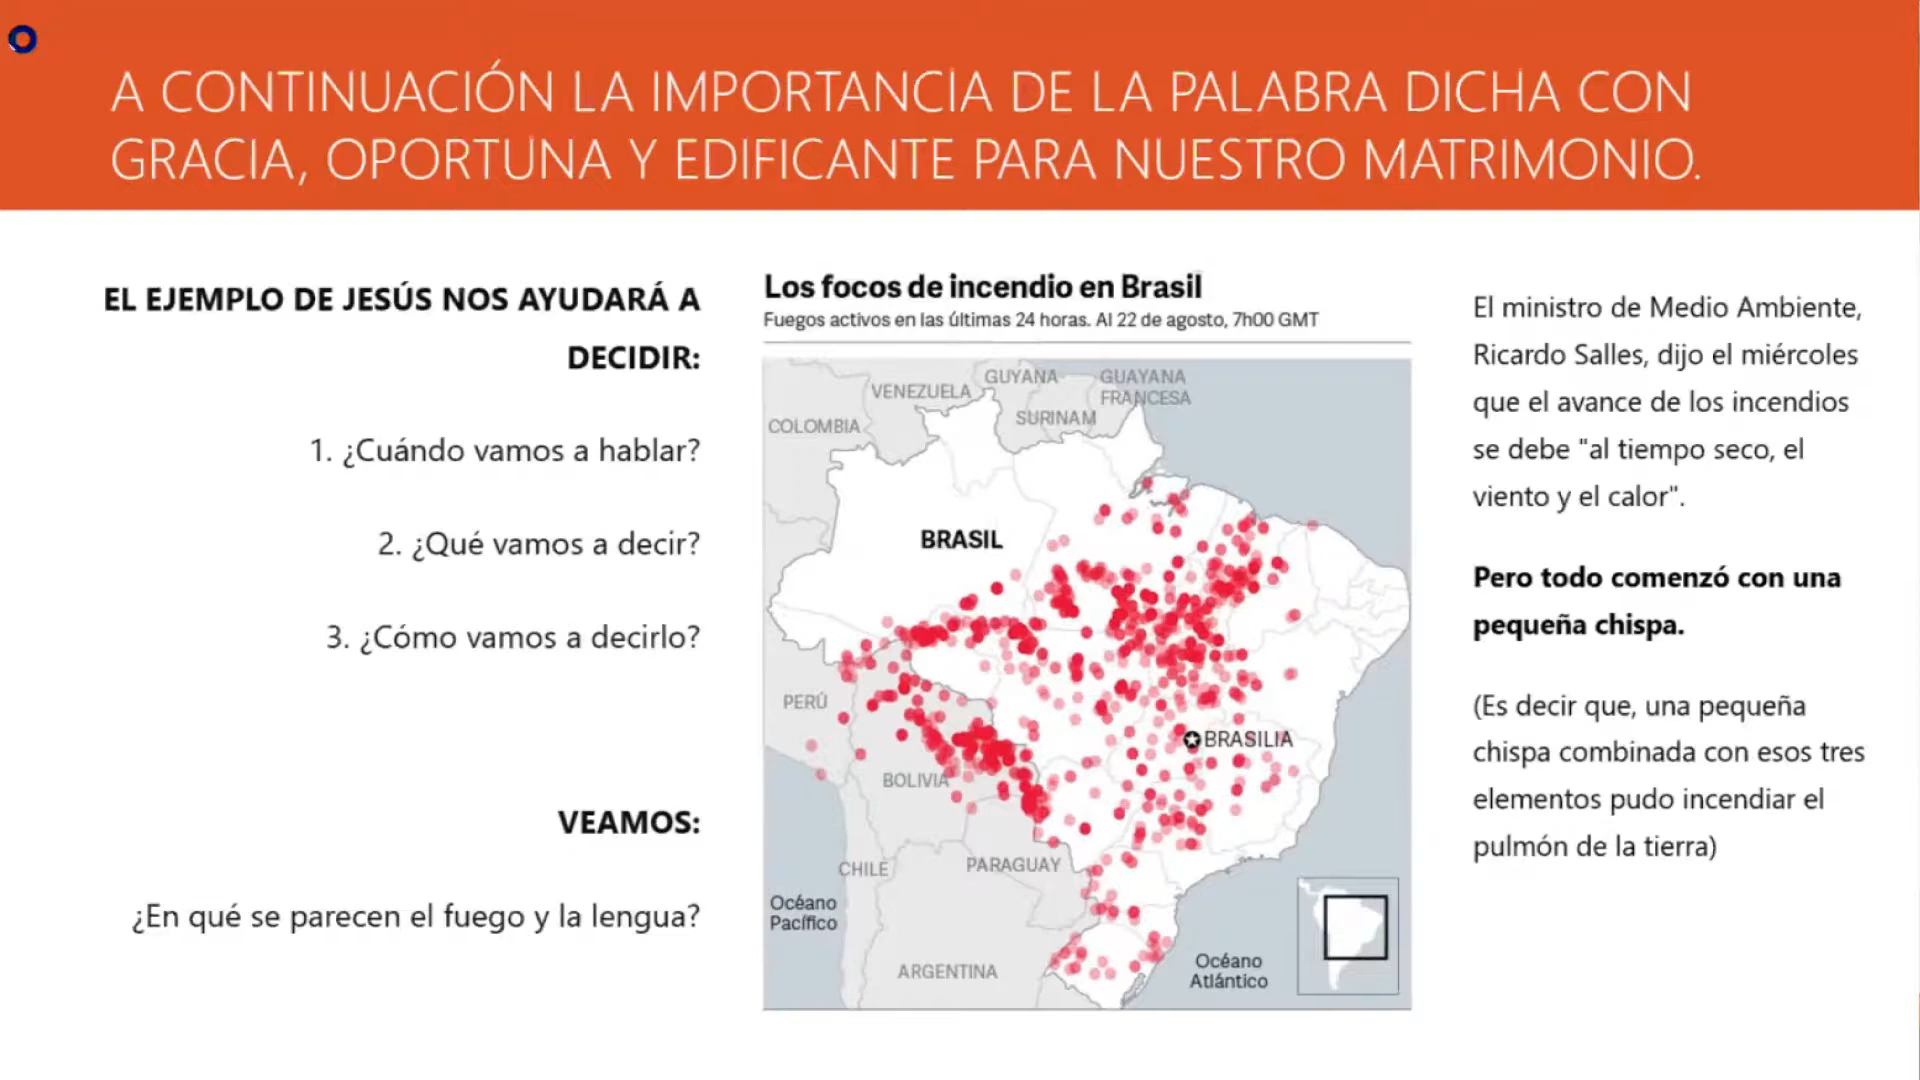 A CONTINUACIÓN LA IMPORTANCIA DE LA PALABRA DICHA CON
GRACIA, OPORTUNA Y EDIFICANTE PARA NUESTRO MATRIMONIO.
EL EJEMPLO DE JESÚS NOS AYUDARÁ A
DECIDIR:
1. ¿Cuándo vamos a hablar?
2. ¿Qué vamos a decir?
3. ¿Cómo vamos a decirlo?
VEAMOS:
¿En qué se parecen el fuego y la lengua?
Los focos de incendio en Brasil
Fuegos activos en las últimas 24 horas. Al 22 de agosto, 7h00 GMT
GUYANA
GUAYANA
FRANCESA
VENEZUELA
SURINAM
COLOMBIA
BRASIL
PERÚ
BRASILIA
BOLIVIA
CHILE
PARAGUAY
Océano
Pacífico
ARGENTINA
Océano
Atlántico
El ministro de Medio Ambiente,
Ricardo Salles, dijo el miércoles
que el avance de los incendios
se debe "al tiempo seco, el
viento y el calor".
Pero todo comenzó con una
pequeña chispa.
(Es decir que, una pequeña
chispa combinada con esos tres
elementos pudo incendiar el
pulmón de la tierra)